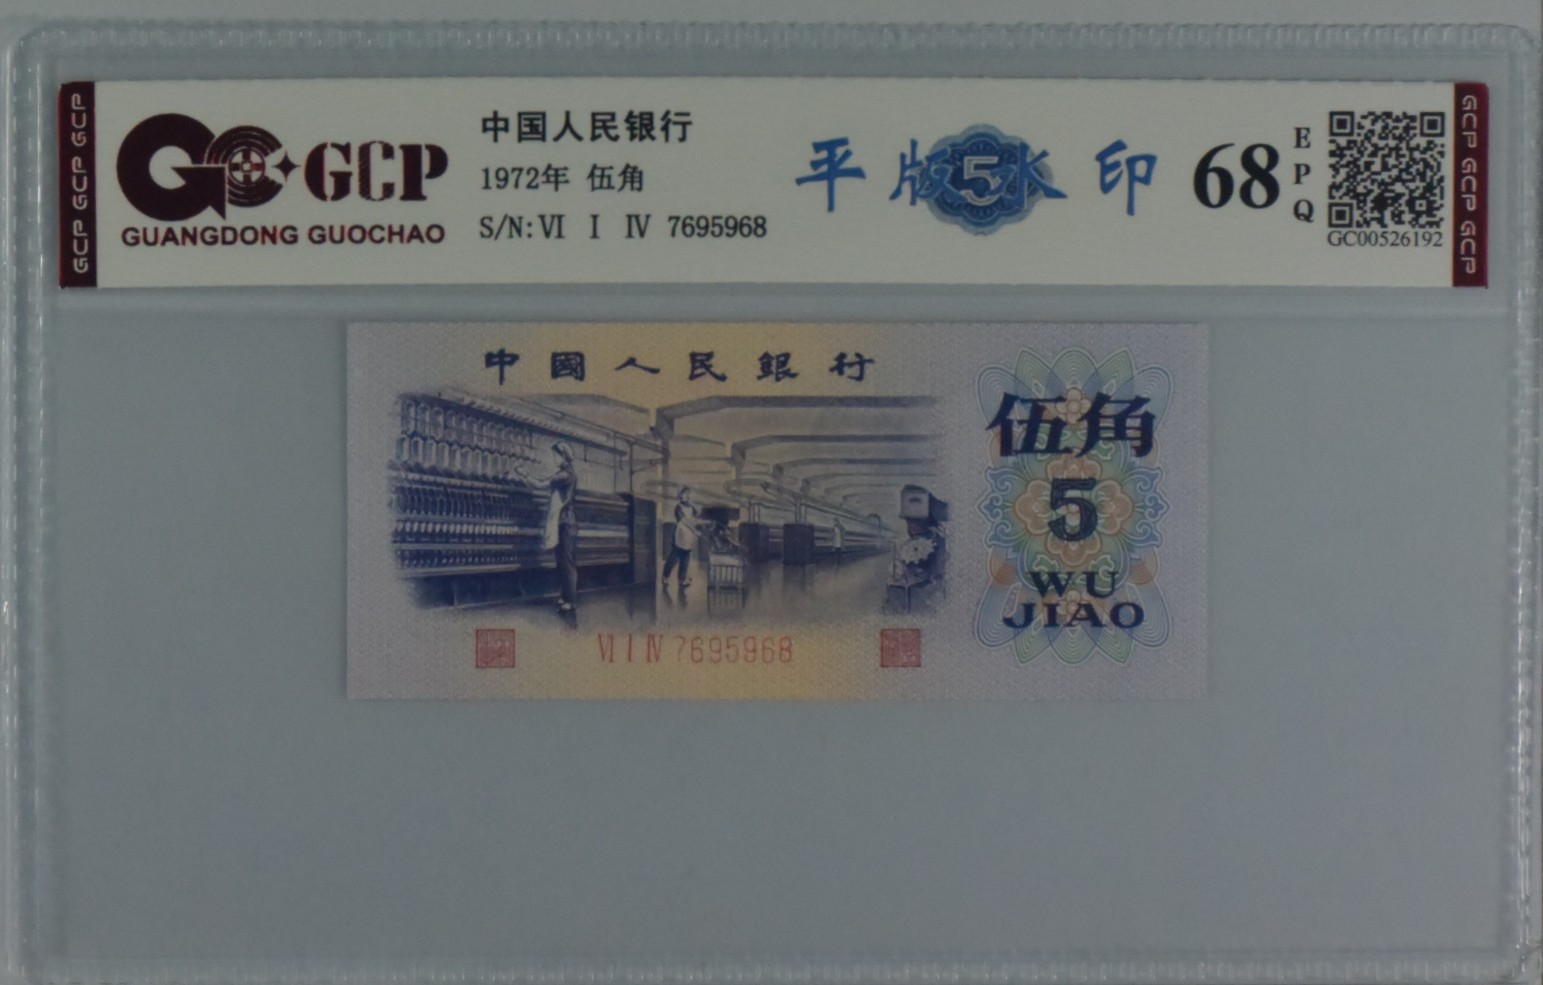 GCP GCP GCP
GCP
GUANGDONG GUOCHAO
中国人民银行
1972年 伍角
S/N: VI I IV 7695968
平版水印
5
68
EPQ
GC00526192
GCP GCP GCP
中國人民銀行
伍角
5
WU
JIAO
VI I IV 7695968